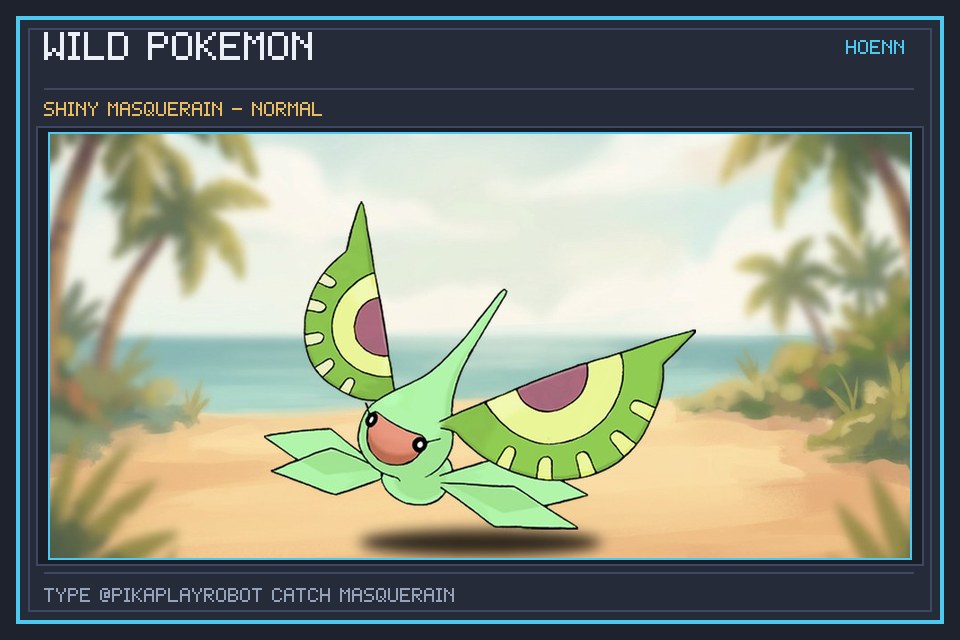 WILD POKEMON
HOENN
SHINY MASQUERAIN – NORMAL
TYPE @PIKAPLAYROBOT CATCH MASQUERAIN